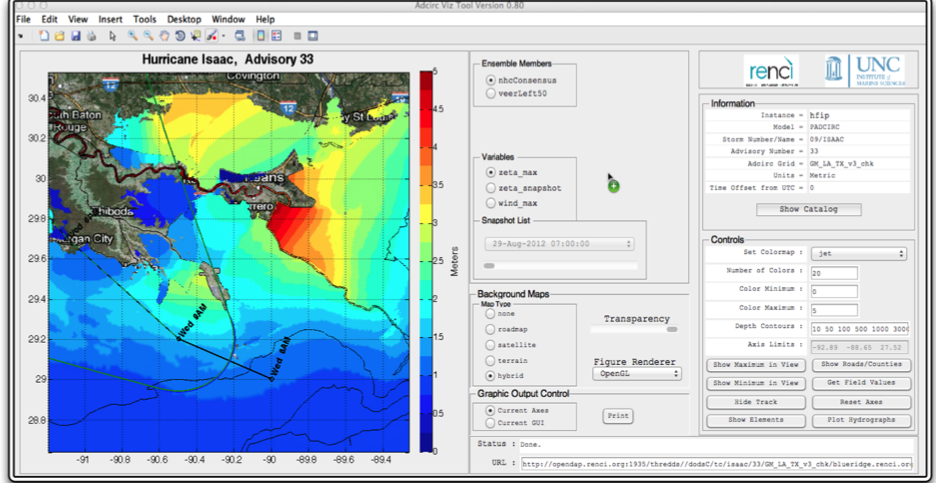 Adcirc Viz Tool Version 0.80
File Edit View Insert Tools Desktop Window Help
Hurricane Isaac, Advisory 33
Covington
12
12
10
30.4
30.2
30
29.8
29.6
29.4
29.2
29
28.8
-91 -90.8 -90.6 -90.4 -90.2 -90 -89.8 -89.6 -89.4
Morgan City
Wed 8AM
Wed 8AM
5
4.5
4
3.5
3
2.5
2
1.5
1
0.5
0
Meters
Ensemble Members
nhcConsensus
veerLeft50
Variables
zeta_max
zeta_snapshot
wind_max
Snapshot List
29-Aug-2012 07:00:00
Background Maps
Map Type
none
roadmap
satellite
terrain
hybrid
Transparency
Figure Renderer
OpenGL
Graphic Output Control
Current Axes
Current GUI
Print
renci
UNC
INSTITUTE of
MARINE SCIENCES
Information
Instance = hfip
Model = PADCIRC
Storm Number/Name = 09/ISAAC
Advisory Number = 33
Adcirc Grid = GM_LA_TX_v3_chk
Units = Metric
Time Offset from UTC = 0
Show Catalog
Controls
Set Colormap : jet
Number of Colors : 20
Color Minimum : 0
Color Maximum : 5
Depth Contours : 10 50 100 500 1000 3000
Axis Limits : -92.89 -88.65 27.52
Show Maximum in View Show Roads/Counties
Show Minimum in View Get Field Values
Hide Track Reset Axes
Show Elements Plot Hydrographs
Status : Done.
URL : http://opendap.renci.org:1935/thredds//dodsC/tc/isaac/33/GM_LA_TX_v3_chk/blueridge.renci.org